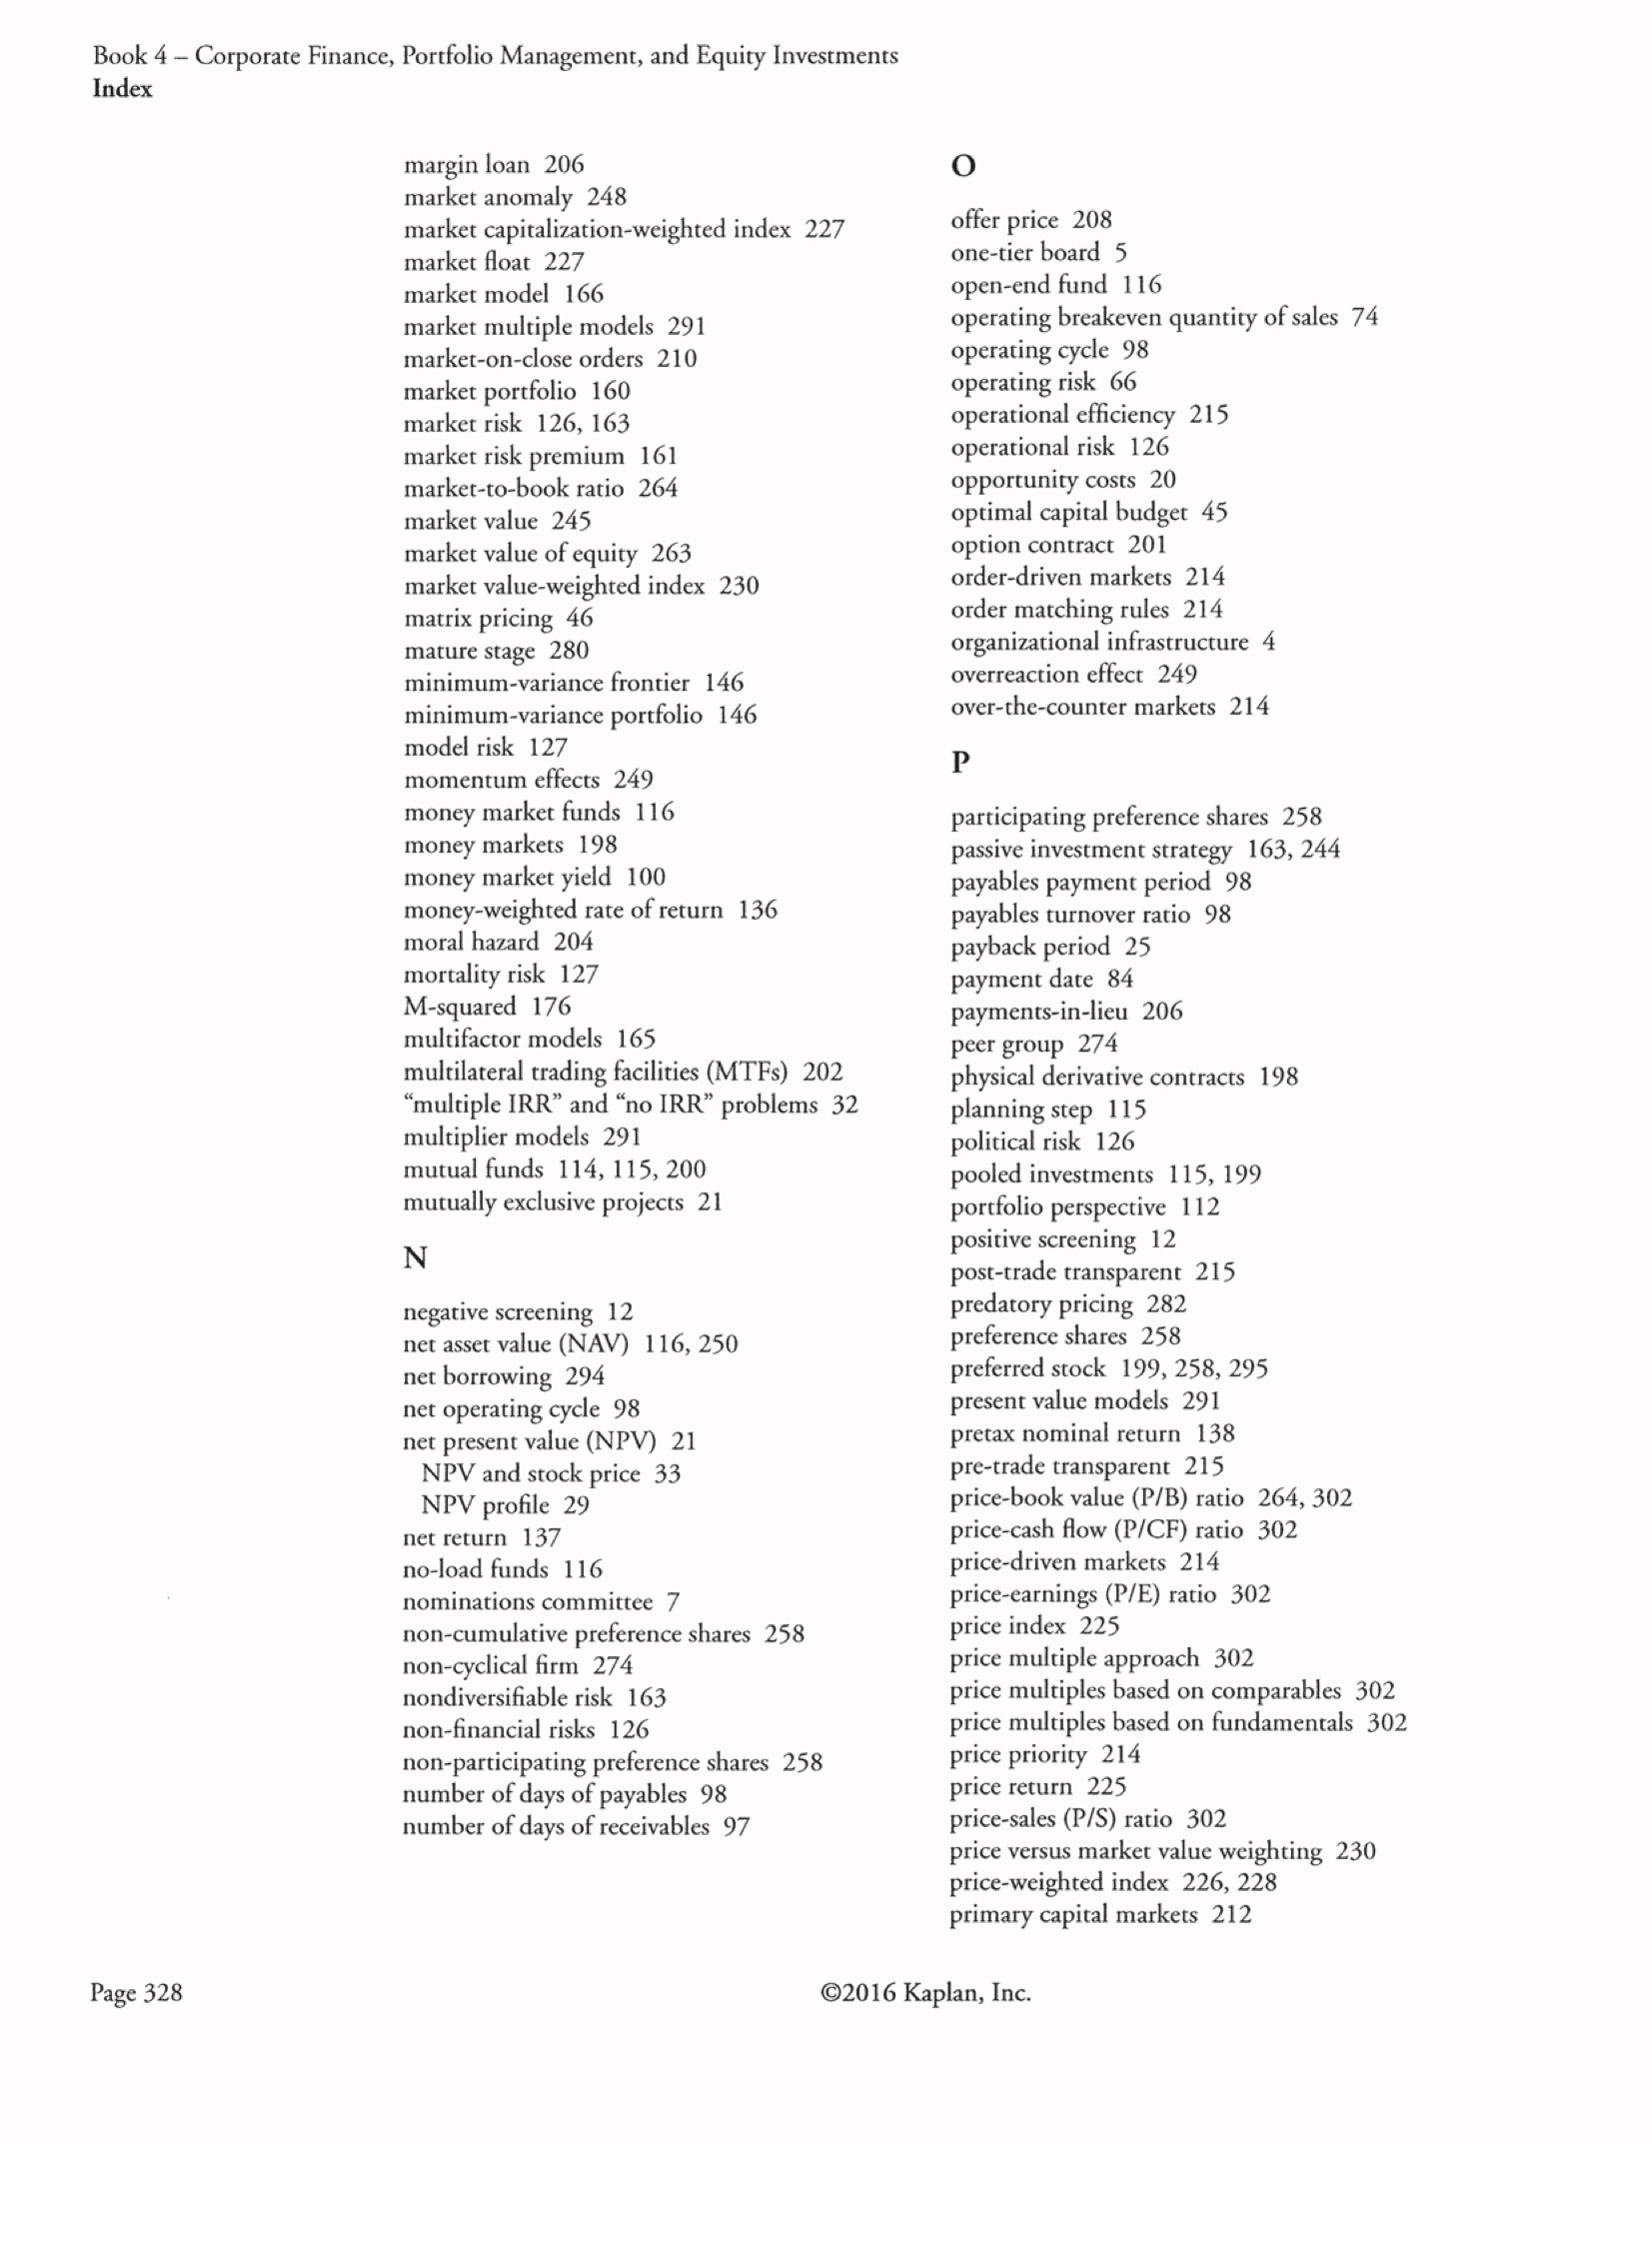 Book 4 – Corporate Finance, Portfolio Management, and Equity Investments
Index
margin loan 206
market anomaly 248
market capitalization-weighted index 227
market float 227
market model 166
market multiple models 291
market-on-close orders 210
market portfolio 160
market risk 126, 163
market risk premium 161
market-to-book ratio 264
market value 245
market value of equity 263
market value-weighted index 230
matrix pricing 46
mature stage 280
minimum-variance frontier 146
minimum-variance portfolio 146
model risk 127
momentum effects 249
money market funds 116
money markets 198
money market yield 100
money-weighted rate of return 136
moral hazard 204
mortality risk 127
M-squared 176
multifactor models 165
multilateral trading facilities (MTFs) 202
“multiple IRR” and “no IRR” problems 32
multiplier models 291
mutual funds 114, 115, 200
mutually exclusive projects 21
N
negative screening 12
net asset value (NAV) 116, 250
net borrowing 294
net operating cycle 98
net present value (NPV) 21
NPV and stock price 33
NPV profile 29
net return 137
no-load funds 116
nominations committee 7
non-cumulative preference shares 258
non-cyclical firm 274
nondiversifiable risk 163
non-financial risks 126
non-participating preference shares 258
number of days of payables 98
number of days of receivables 97
O
offer price 208
one-tier board 5
open-end fund 116
operating breakeven quantity of sales 74
operating cycle 98
operating risk 66
operational efficiency 215
operational risk 126
opportunity costs 20
optimal capital budget 45
option contract 201
order-driven markets 214
order matching rules 214
organizational infrastructure 4
overreaction effect 249
over-the-counter markets 214
P
participating preference shares 258
passive investment strategy 163, 244
payables payment period 98
payables turnover ratio 98
payback period 25
payment date 84
payments-in-lieu 206
peer group 274
physical derivative contracts 198
planning step 115
political risk 126
pooled investments 115, 199
portfolio perspective 112
positive screening 12
post-trade transparent 215
predatory pricing 282
preference shares 258
preferred stock 199, 258, 295
present value models 291
pretax nominal return 138
pre-trade transparent 215
price-book value (P/B) ratio 264, 302
price-cash flow (P/CF) ratio 302
price-driven markets 214
price-earnings (P/E) ratio 302
price index 225
price multiple approach 302
price multiples based on comparables 302
price multiples based on fundamentals 302
price priority 214
price return 225
price-sales (P/S) ratio 302
price versus market value weighting 230
price-weighted index 226, 228
primary capital markets 212
Page 328
©2016 Kaplan, Inc.